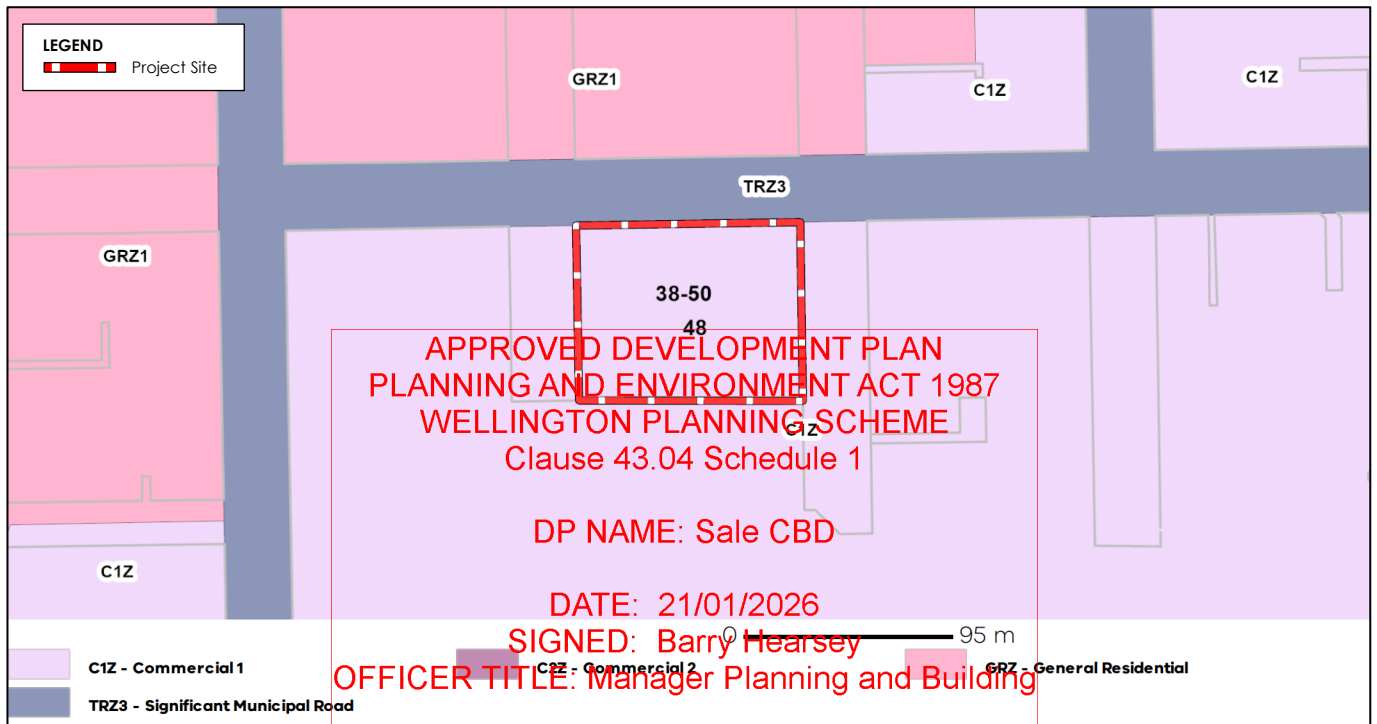 LEGEND
Project Site
GRZ1
C1Z
C1Z
TRZ3
GRZ1
38-50
48
APPROVED DEVELOPMENT PLAN
PLANNING AND ENVIRONMENT ACT 1987
WELLINGTON PLANNING SCHEME
C1Z
Clause 43.04 Schedule 1
DP NAME: Sale CBD
C1Z
DATE: 21/01/2026
SIGNED: Barry Hearsey
0 95 m
C1Z - Commercial 1
C2Z - Commercial 2
GRZ - General Residential
OFFICER TITLE: Manager Planning and Building
TRZ3 - Significant Municipal Road